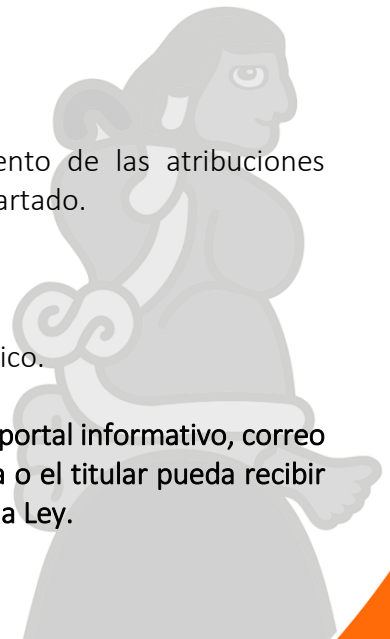 ento de las atribuciones
artado.
ico.
portal informativo, correo
a o el titular pueda recibir
a Ley.